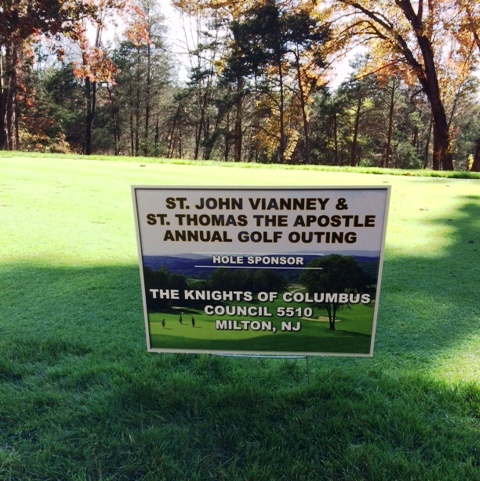 ST. JOHN VIANNEY &
ST. THOMAS THE APOSTLE
ANNUAL GOLF OUTING
HOLE SPONSOR
THE KNIGHTS OF COLUMBUS
COUNCIL 5510
MILTON, NJ